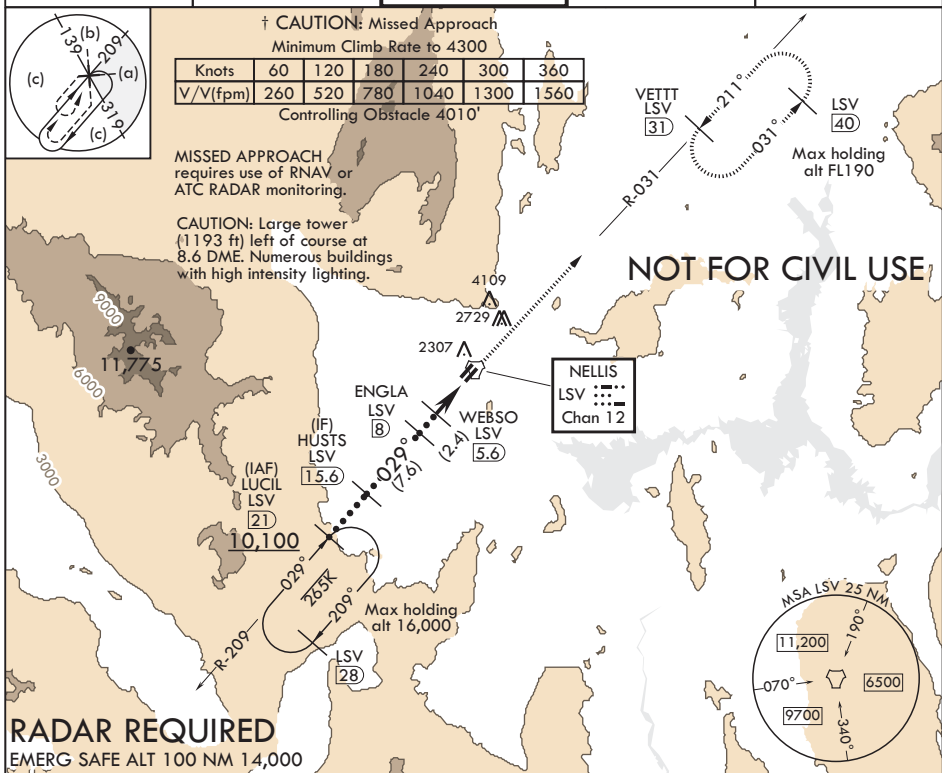 † CAUTION: Missed Approach
Minimum Climb Rate to 4300
Knots 60 120 180 240 300 360
V/V(fpm) 260 520 780 1040 1300 1560
Controlling Obstacle 4010'
139
(b)
209
(c)
(a)
319
(c)
MISSED APPROACH
requires use of RNAV or
ATC RADAR monitoring.
CAUTION: Large tower
(1193 ft) left of course at
8.6 DME. Numerous buildings
with high intensity lighting.
VETTT
LSV
31
211°
031°
LSV
40
Max holding
alt FL190
R-031
NOT FOR CIVIL USE
4109
2729
2307
9000
11,775
6000
3000
NELLIS
LSV
Chan 12
ENGLA
LSV
8
WEBSO
LSV
5.6
(2.4)
029°
(7.6)
(IF)
HUSTS
LSV
15.6
(IAF)
LUCIL
LSV
21
10,100
029°
265K
209°
Max holding
alt 16,000
R-209
LSV
28
MSA LSV 25 NM
190°
11,200
070°
6500
9700
340°
RADAR REQUIRED
EMERG SAFE ALT 100 NM 14,000